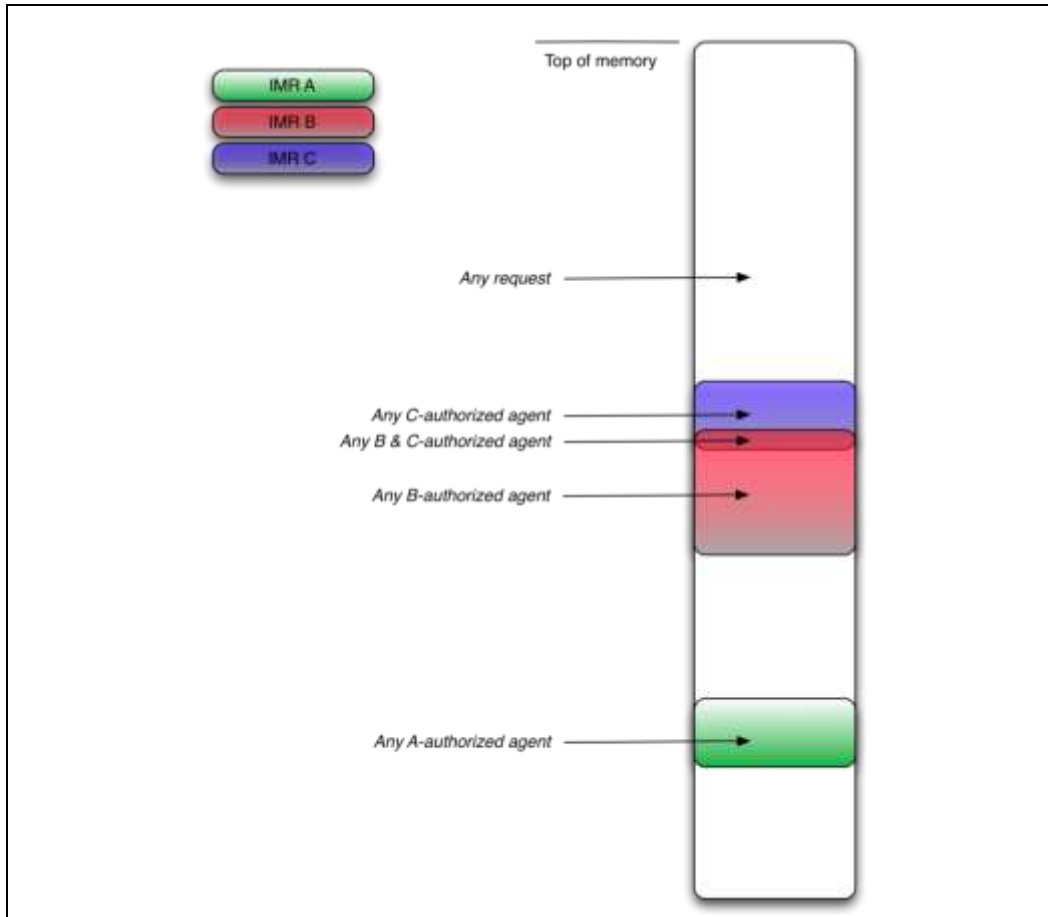 Top of memory
IMR A
IMR B
IMR C
Any request
Any C-authorized agent
Any B & C-authorized agent
Any B-authorized agent
Any A-authorized agent